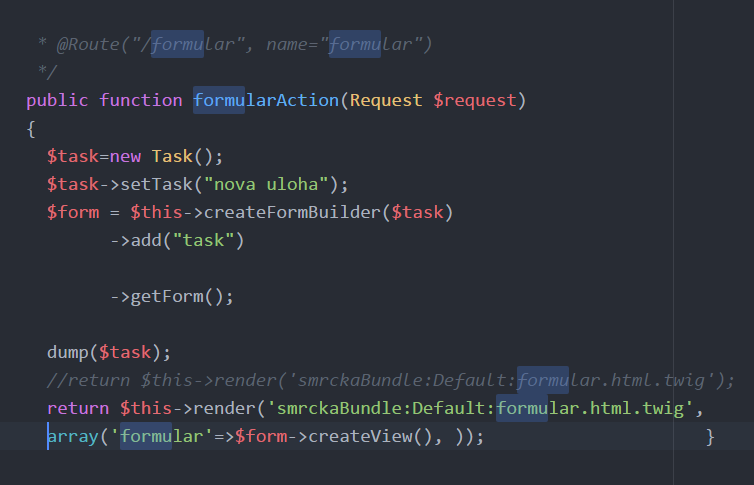 * @Route("/formular", name="formular")
*/
public function formularAction(Request $request)
{
$task=new Task();
$task->setTask("nova uloha");
$form = $this->createFormBuilder($task)
->add("task")
->getForm();
dump($task);
//return $this->render('smrckaBundle:Default:formular.html.twig');
return $this->render('smrckaBundle:Default:formular.html.twig',
array('formular'=>$form->createView(), )); }